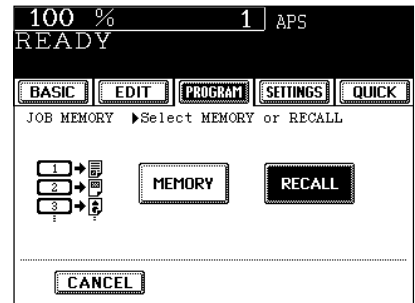 100 % 1 APS
READY
BASIC EDIT PROGRAM SETTINGS QUICK
JOB MEMORY ▶Select MEMORY or RECALL
1
2
3
MEMORY RECALL
CANCEL